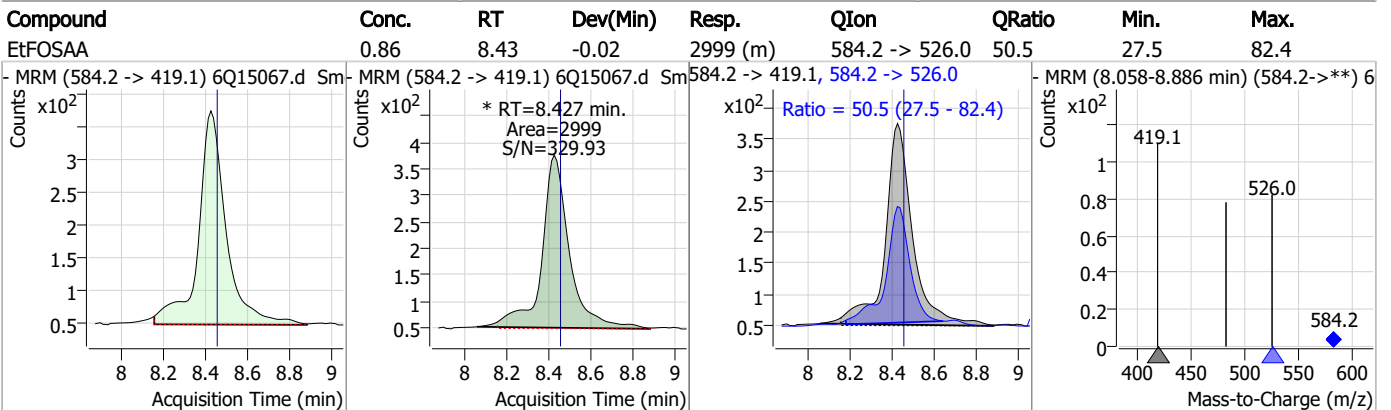 Compound Conc. RT Dev(Min) Resp. QIon QRatio Min. Max.
EtFOSAA 0.86 8.43 -0.02 2999 (m) 584.2 -> 526.0 50.5 27.5 82.4
- MRM (584.2 -> 419.1) 6Q15067.d Sm
Counts
x10²
3
2.5
2
1.5
1
0.5
8 8.2 8.4 8.6 8.8 9
Acquisition Time (min)
- MRM (584.2 -> 419.1) 6Q15067.d Sm
Counts
x10²
* RT=8.427 min.
Area=2999
S/N=329.93
4
3.5
3
2.5
2
1.5
1
0.5
8 8.2 8.4 8.6 8.8 9
Acquisition Time (min)
584.2 -> 419.1, 584.2 -> 526.0
x10²
Ratio = 50.5 (27.5 - 82.4)
3.5
3
2.5
2
1.5
1
0.5
8 8.2 8.4 8.6 8.8 9
Acquisition Time (min)
- MRM (8.058-8.886 min) (584.2->**) 6
Counts
x10²
419.1
526.0
584.2
1
0.8
0.6
0.4
0.2
0
400 450 500 550 600
Mass-to-Charge (m/z)